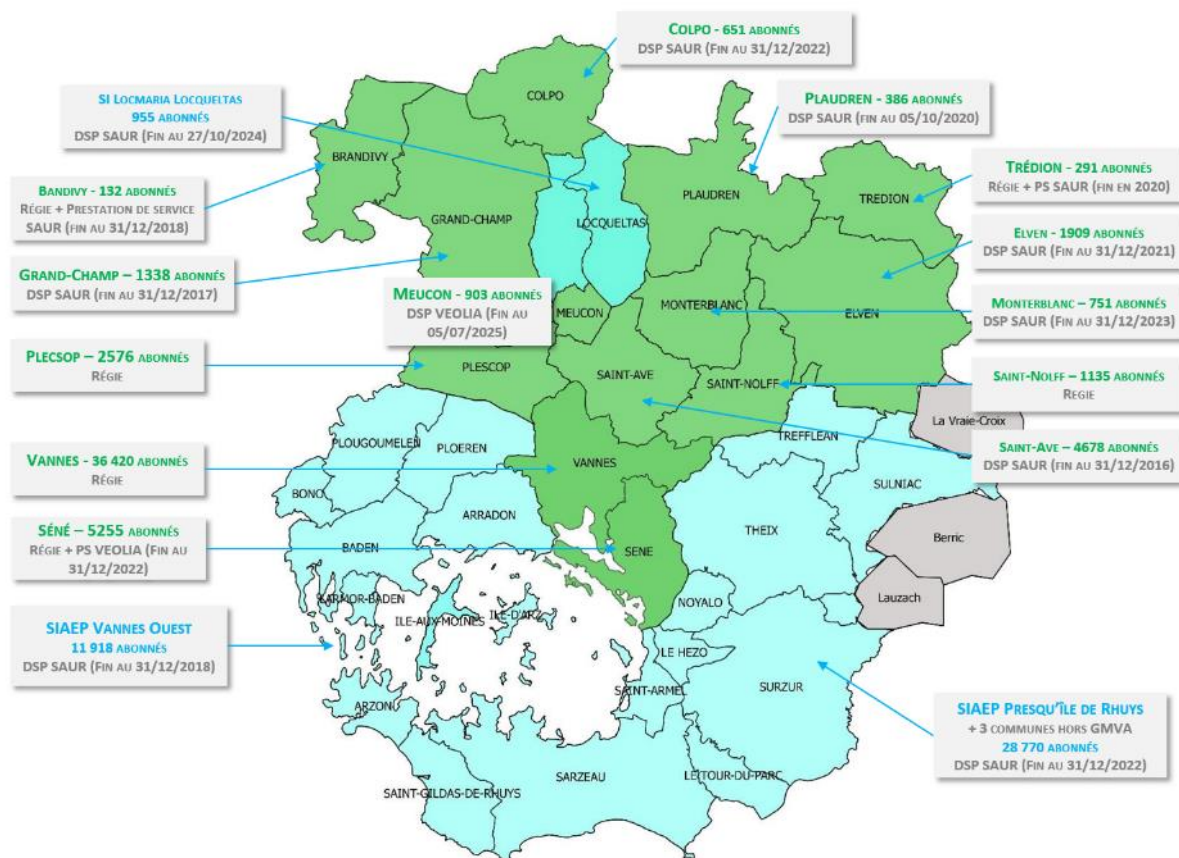 COLPO - 651 ABONNÉS
DSP SAUR (FIN AU 31/12/2022)
SI LOCMARIA LOCQUELTAS
955 ABONNÉS
DSP SAUR (FIN AU 27/10/2024)
PLAUDREN - 386 ABONNÉS
DSP SAUR (FIN AU 05/10/2020)
TRÉDION - 291 ABONNÉS
RÉGIE + PS SAUR (FIN EN 2020)
BANDIVY - 132 ABONNÉS
RÉGIE + PRESTATION DE SERVICE
SAUR (FIN AU 31/12/2018)
ELVEN - 1909 ABONNÉS
DSP SAUR (FIN AU 31/12/2021)
GRAND-CHAMP – 1338 ABONNÉS
DSP SAUR (FIN AU 31/12/2017)
MEUCON - 903 ABONNÉS
DSP VEOLIA (FIN AU
05/07/2025)
MONTERBLANC – 751 ABONNÉS
DSP SAUR (FIN AU 31/12/2023)
PLECSOP – 2576 ABONNÉS
RÉGIE
SAINT-NOLFF – 1135 ABONNÉS
REGIE
SAINT-AVE – 4678 ABONNÉS
DSP SAUR (FIN AU 31/12/2016)
VANNES - 36 420 ABONNÉS
RÉGIE
SÉNÉ – 5255 ABONNÉS
RÉGIE + PS VEOLIA (FIN AU
31/12/2022)
SIAEP VANNES OUEST
11 918 ABONNÉS
DSP SAUR (FIN AU 31/12/2018)
SIAEP PRESQU'ÎLE DE RHUYS
+ 3 COMMUNES HORS GMVA
28 770 ABONNÉS
DSP SAUR (FIN AU 31/12/2022)
COLPO
BRANDIVY
GRAND-CHAMP
LOCQUELTAS
PLAUDREN
TREDION
MEUCON
MONTERBLANC
ELVEN
PLESCOP
SAINT-AVE
SAINT-NOLFF
La Vraie-Croix
PLOUGOUMELEN
PLOEREN
TREFFLEAN
VANNES
SULNIAC
BONO
ARRADON
THEIX
BADEN
SENE
Berric
LARMOR-BADEN
ILE-AUX-MOINES
ILE-D'ARZ
NOYALO
Lauzach
LE HEZO
SAINT-ARMEL
SURZUR
ARZON
SARZEAU
LE TOUR-DU-PARC
SAINT-GILDAS-DE-RHUYS